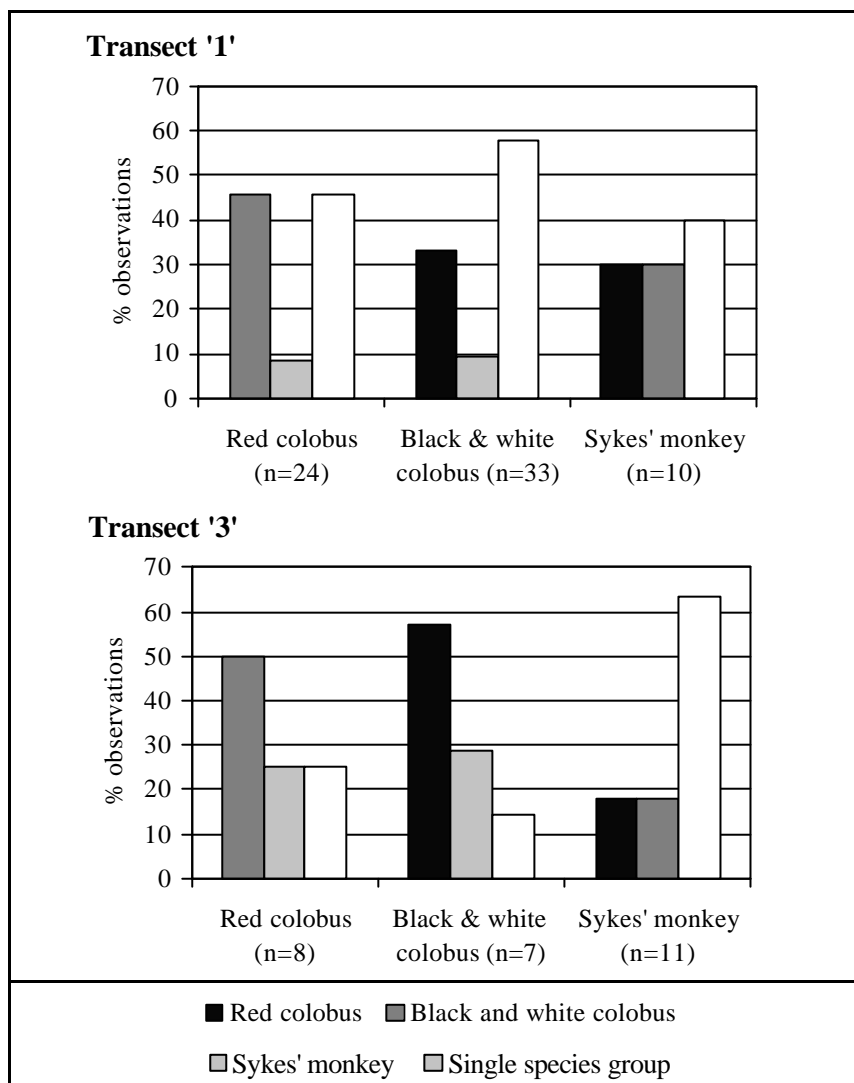 Transect '1'
70
60
50
40
30
20
10
0
% observations
Red colobus
(n=24)
Black & white
colobus (n=33)
Sykes' monkey
(n=10)
Transect '3'
70
60
50
40
30
20
10
0
% observations
Red colobus
(n=8)
Black & white
colobus (n=7)
Sykes' monkey
(n=11)
Red colobus
Black and white colobus
Sykes' monkey
Single species group